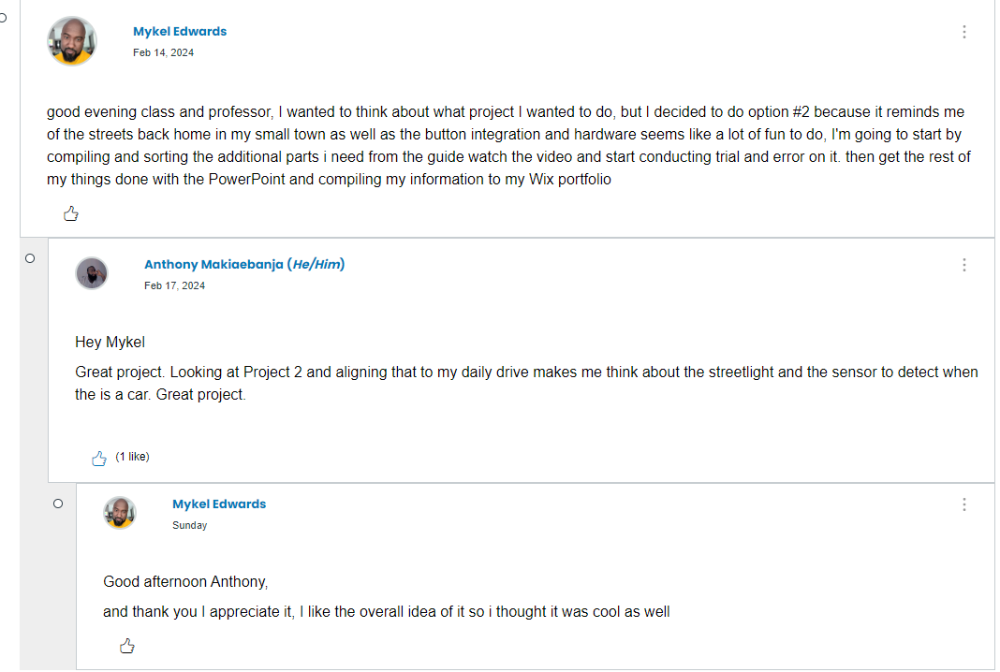 Mykel Edwards
Feb 14, 2024
good evening class and professor, I wanted to think about what project I wanted to do, but I decided to do option #2 because it reminds me
of the streets back home in my small town as well as the button integration and hardware seems like a lot of fun to do, I'm going to start by
compiling and sorting the additional parts i need from the guide watch the video and start conducting trial and error on it. then get the rest of
my things done with the PowerPoint and compiling my information to my Wix portfolio
Anthony Makiaebanja (He/Him)
Feb 17, 2024
Hey Mykel
Great project. Looking at Project 2 and aligning that to my daily drive makes me think about the streetlight and the sensor to detect when
the is a car. Great project.
(1 like)
Mykel Edwards
Sunday
Good afternoon Anthony,
and thank you I appreciate it, I like the overall idea of it so i thought it was cool as well